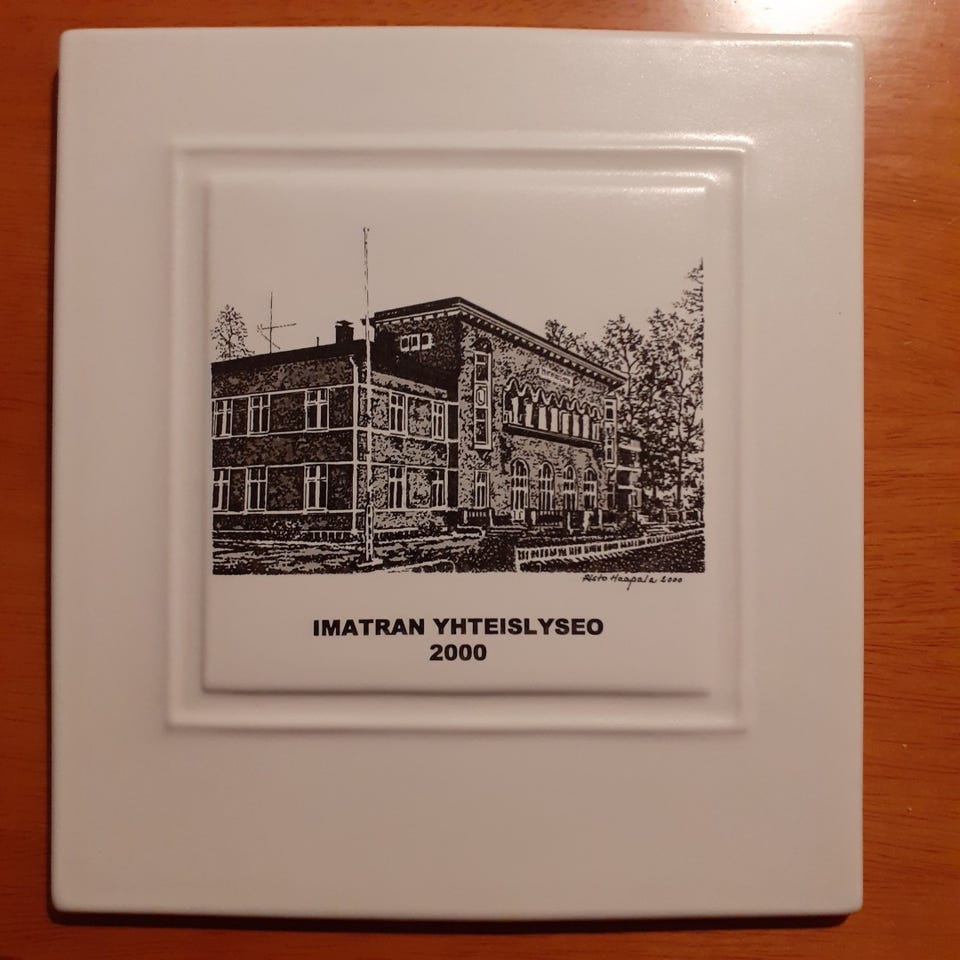 Risto Haapala 2000
IMATRAN YHTEISLYSEO
2000